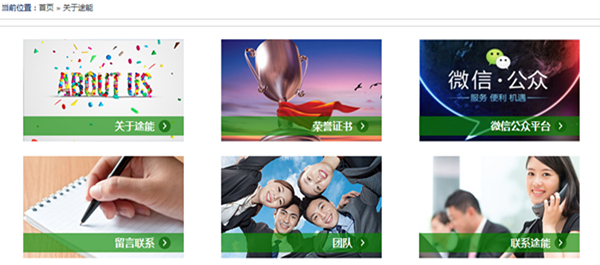 当前位置：首页 » 关于途能
ABOUT US
关于途能
荣誉证书
微信·公众
服务 便利 机遇
微信公众平台
留言联系
团队
联系途能